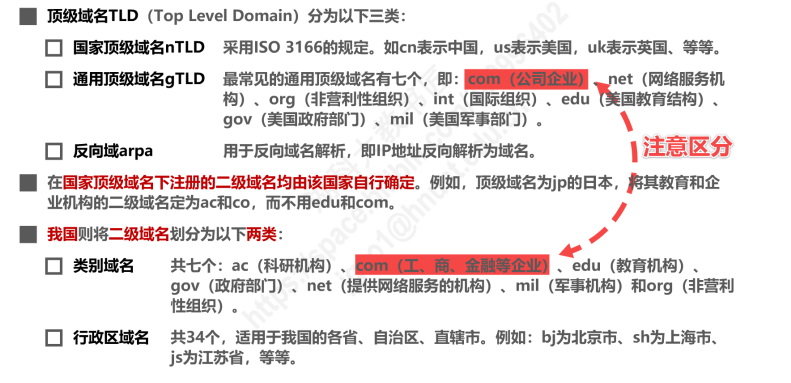 顶级域名TLD（Top Level Domain）分为以下三类：
国家顶级域名nTLD 采用ISO 3166的规定。如cn表示中国，us表示美国，uk表示英国、等等。
通用顶级域名gTLD 最常见的通用顶级域名有七个，即：com（公司企业）、net（网络服务机
构）、org（非营利性组织）、int（国际组织）、edu（美国教育结构）、
gov（美国政府部门）、mil（美国军事部门）。
注意区分
反向域arpa 用于反向域名解析，即IP地址反向解析为域名。
在国家顶级域名下注册的二级域名均由该国家自行确定。例如，顶级域名为jp的日本，将其教育和企
业机构的二级域名定为ac和co，而不用edu和com。
我国则将二级域名划分为以下两类：
类别域名 共七个：ac（科研机构）、com（工、商、金融等企业）、edu（教育机构）、
gov（政府部门）、net（提供网络服务的机构）、mil（军事机构）和org（非营利
性组织）。
行政区域名 共34个，适用于我国的各省、自治区、直辖市。例如：bj为北京市、sh为上海市、
js为江苏省，等等。